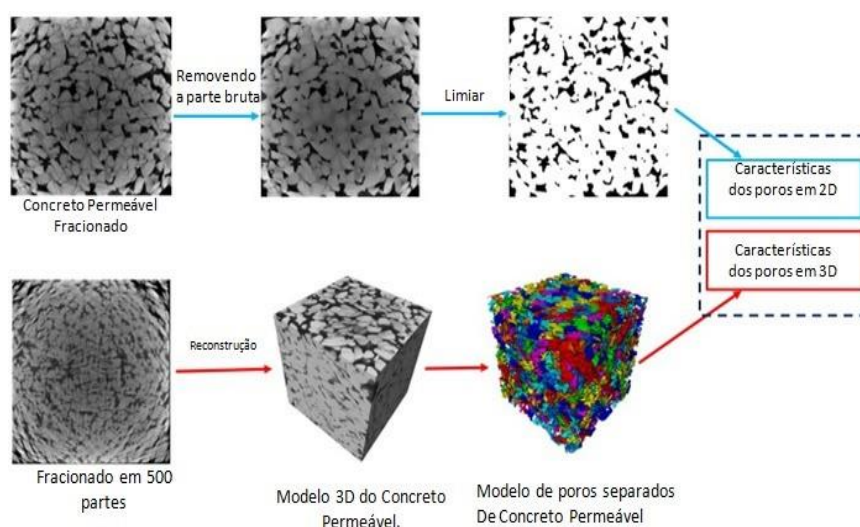 Removendo
a parte bruta
Limiar
Concreto Permeável
Fracionado
Características
dos poros em 2D
Características
dos poros em 3D
Reconstrução
Fracionado em 500
partes
Modelo 3D do Concreto
Permeável.
Modelo de poros separados
De Concreto Permeável